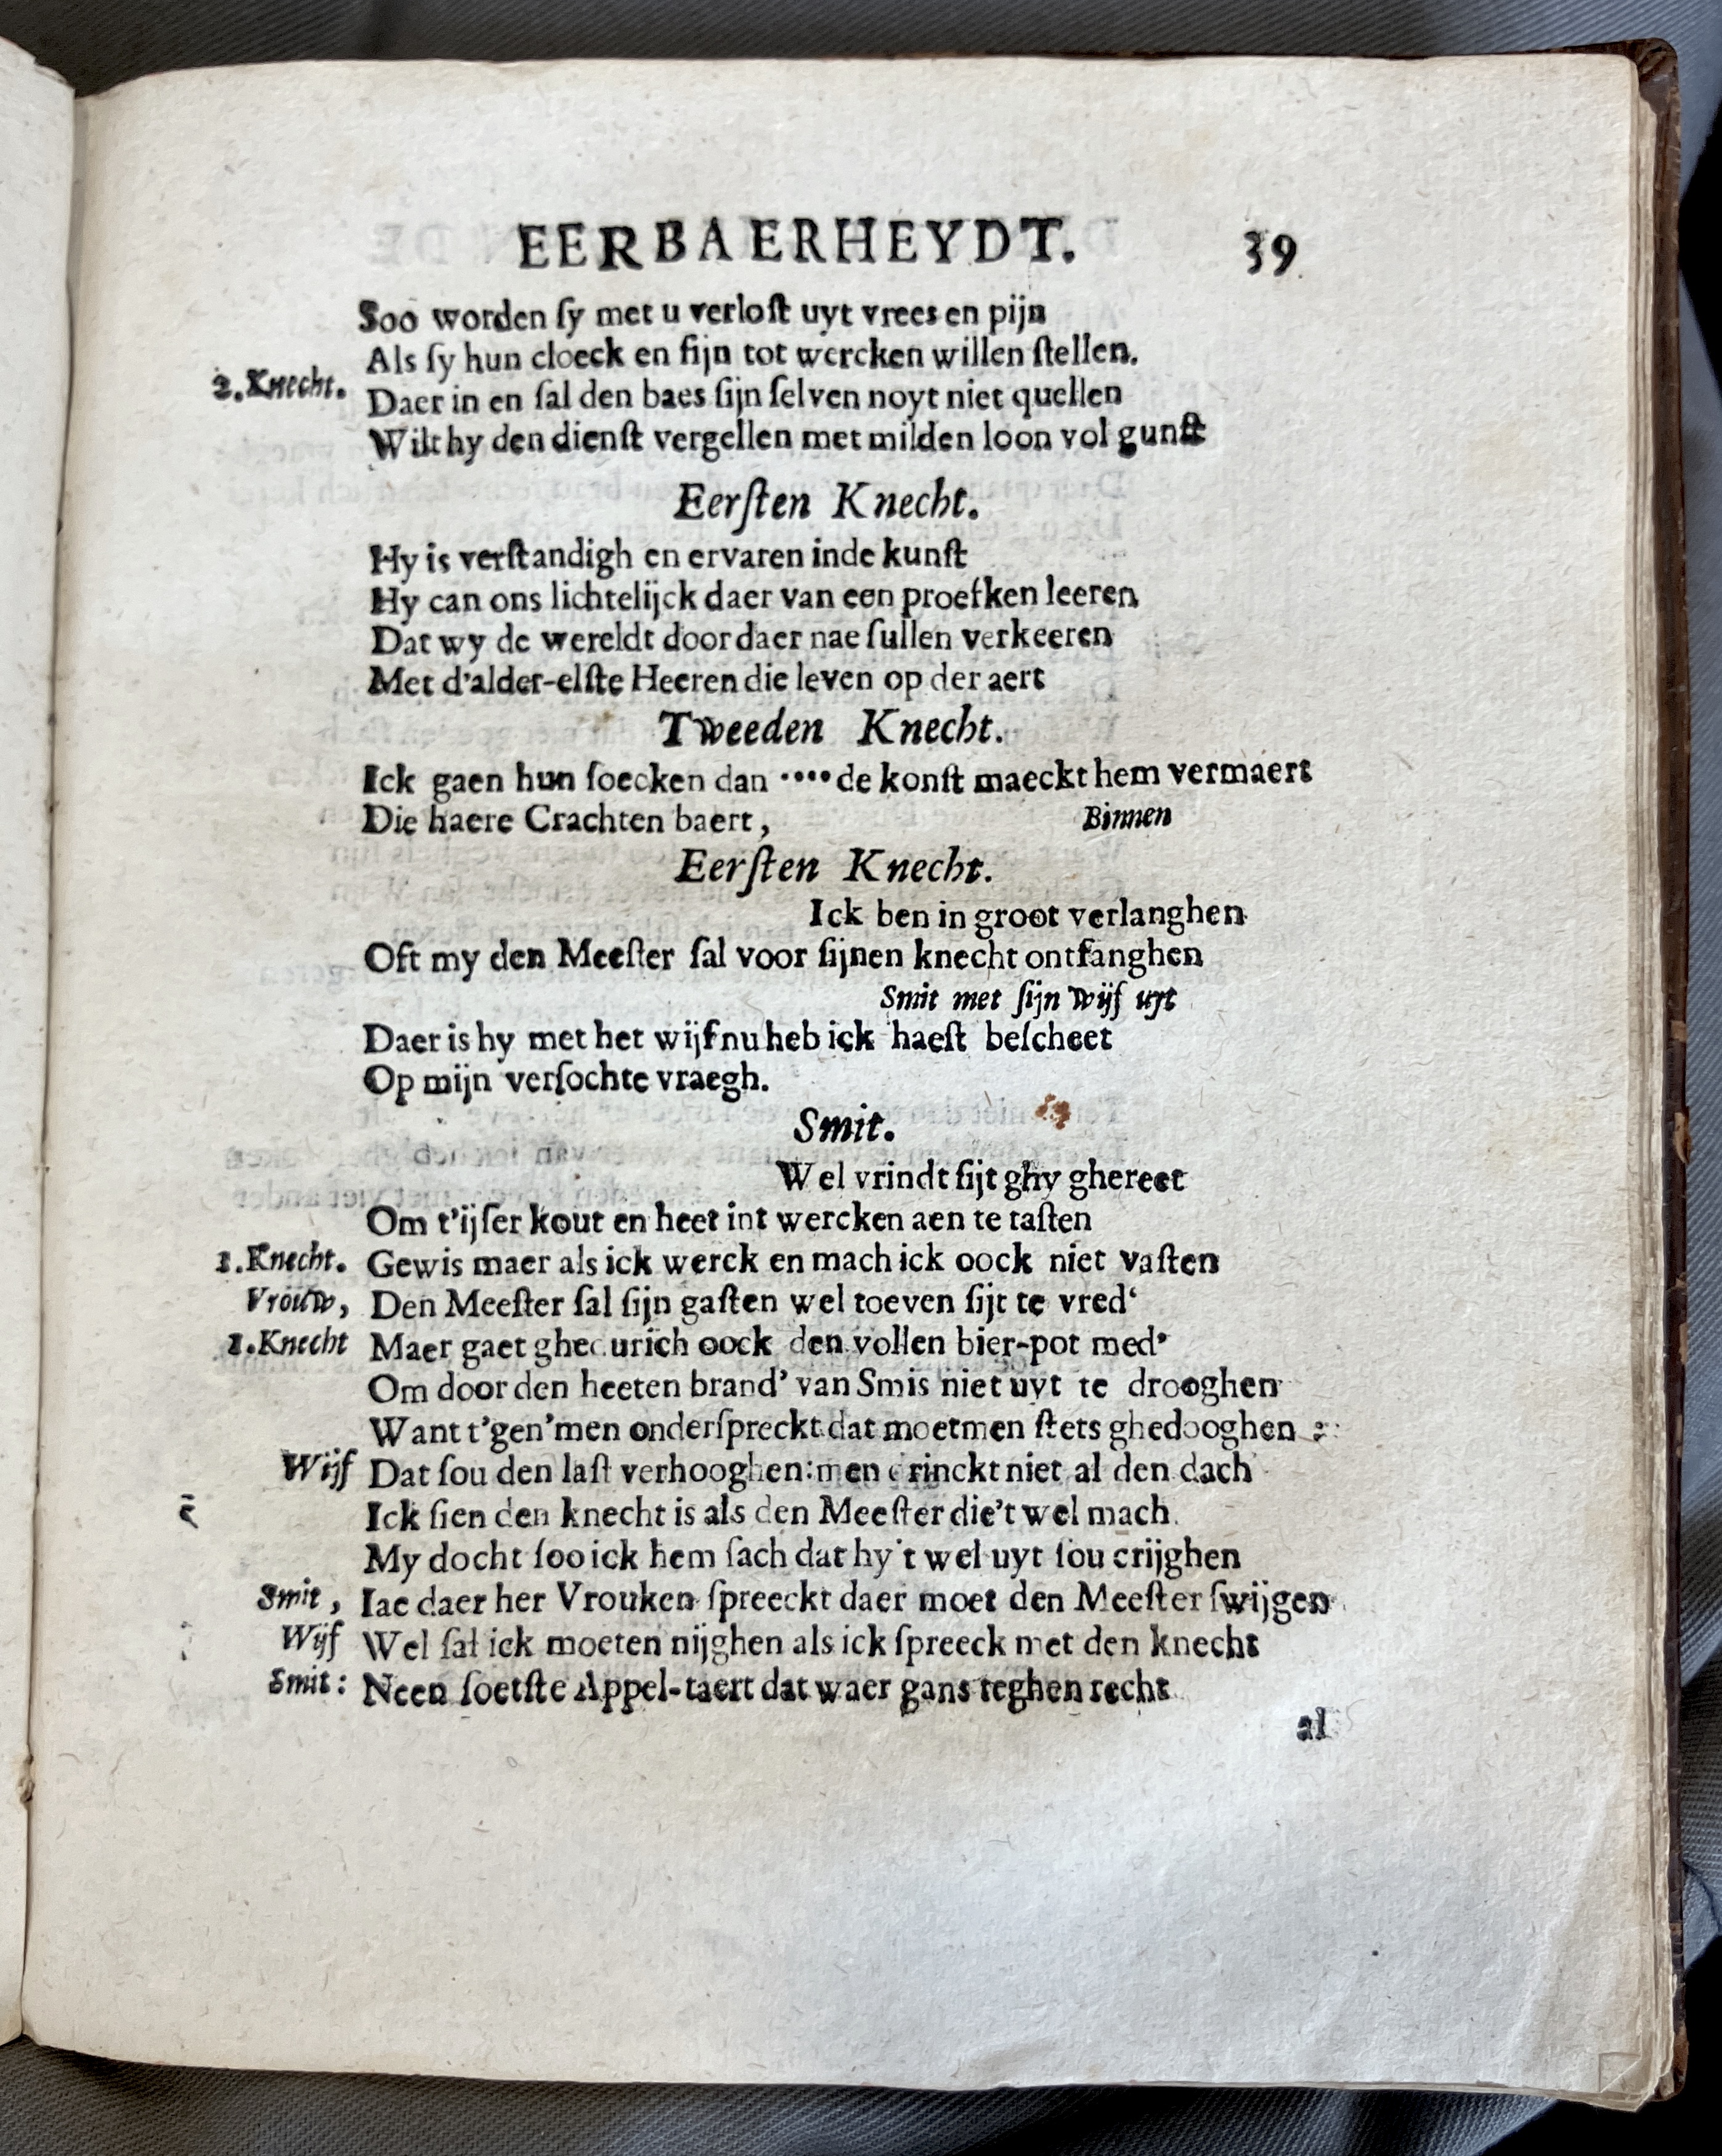 EERBAERHEYDT. 39
Soo worden ſy met u verloſt uyt vrees en pijn
Als ſy hun cloeck en fijn tot wercken willen ſtellen.
2.Knecht. Daer in en ſal den baes ſijn ſelven noyt niet quellen
Wilt hy den dienſt vergellen met milden loon vol gunſt
Eerſten Knecht.
Hy is verſtandigh en ervaren inde kunſt
Hy can ons lichtelijck daer van een proefken leeren
Dat wy de wereldt door daer nae ſullen verkeeren
Met d'alder-elſte Heeren die leven op der aert
Tweeden Knecht.
Ick gaen hun ſoecken dan ···· de konſt maeckt hem vermaert
Die haere Crachten baert, Binnen
Eerſten Knecht.
Ick ben in groot verlanghen
Oft my den Meeſter ſal voor ſijnen knecht ontfanghen
Smit met ſijn wijf uyt
Daer is hy met het wijf nu heb ick haeſt beſcheet
Op mijn verſochte vraegh.
Smit.
Wel vrindt ſijt ghy ghereet
Om t'ijſer kout en heet int wercken aen te taſten
1.Knecht. Gewis maer als ick werck en mach ick oock niet vaſten
Vrouw, Den Meeſter ſal ſijn gaſten wel toeven ſijt te vred‘
1.Knecht Maer gaet ghedurich oock den vollen bier-pot med’
Om door den heeten brand’ van Smis niet uyt te drooghen
Want t'gen'men onderſpreckt dat moetmen ſtets ghedooghen :
Wijf Dat ſou den laſt verhooghen: men drinckt niet al den dach
Ick ſien den knecht is als den Meeſter die't wel mach.
My docht ſoo ick hem ſach dat hy't wel uyt ſou crijghen
Smit, Iae daer her Vrouken ſpreeckt daer moet den Meeſter ſwijgen
Wijf Wel ſal ick moeten nijghen als ick ſpreeck met den knecht
Smit: Neen ſoetſte Appel-taert dat waer gans teghen recht
al